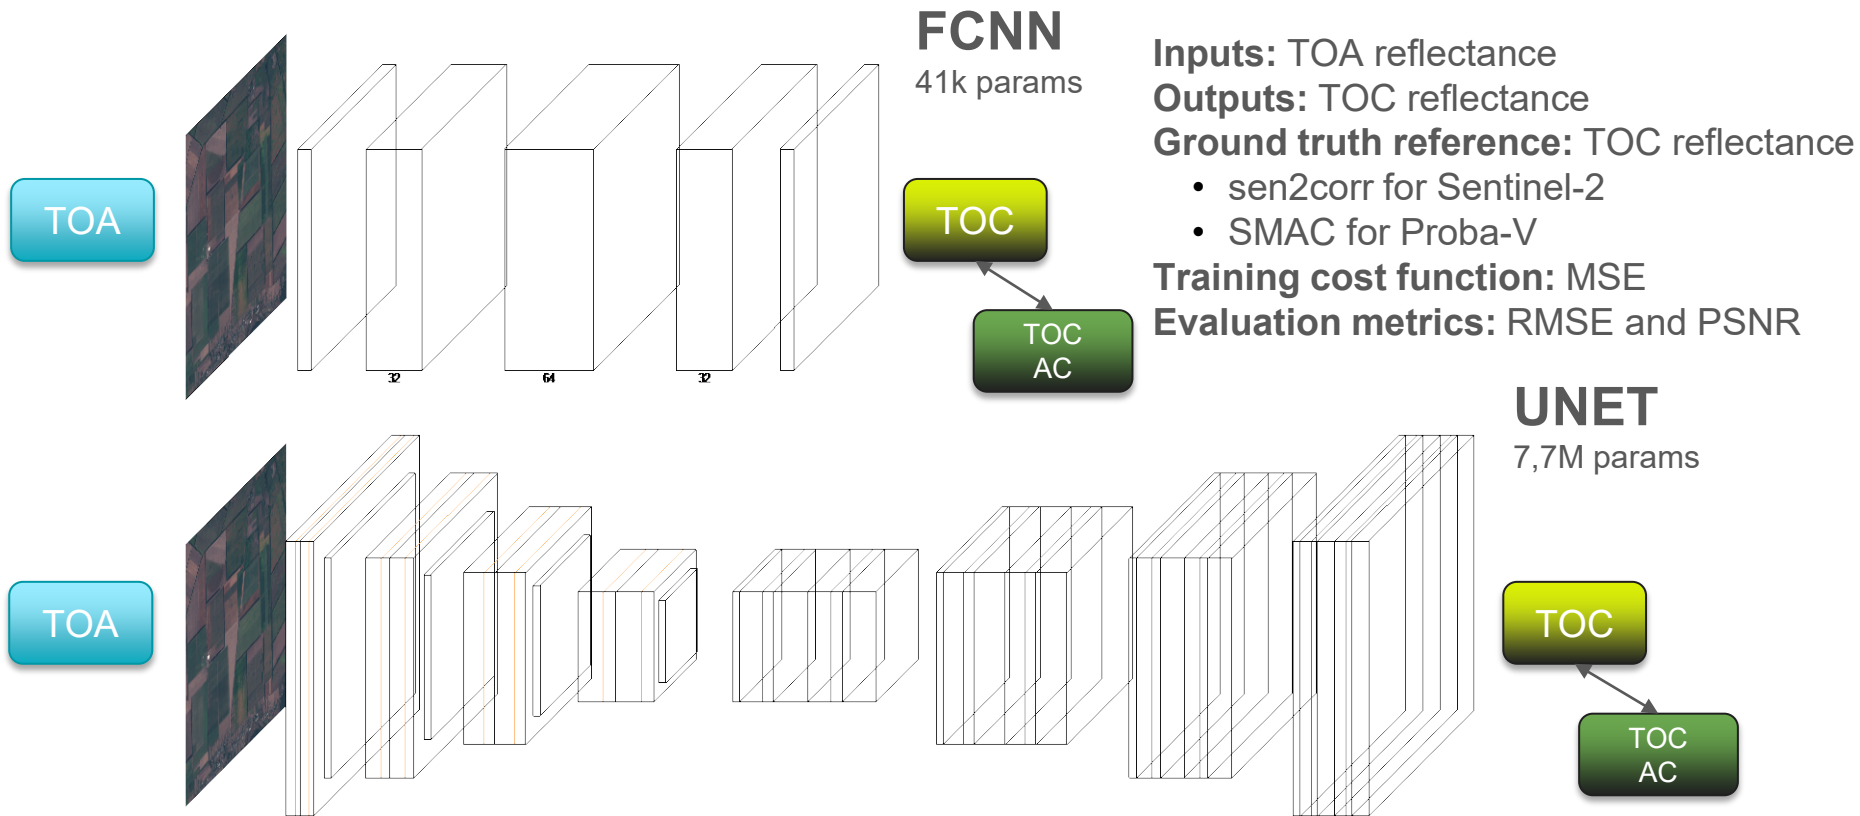 FCNN
41k params
Inputs: TOA reflectance
Outputs: TOC reflectance
Ground truth reference: TOC reflectance
• sen2corr for Sentinel-2
• SMAC for Proba-V
Training cost function: MSE
Evaluation metrics: RMSE and PSNR
TOA
TOC
TOC
AC
32
64
32
UNET
7,7M params
TOA
TOC
TOC
AC